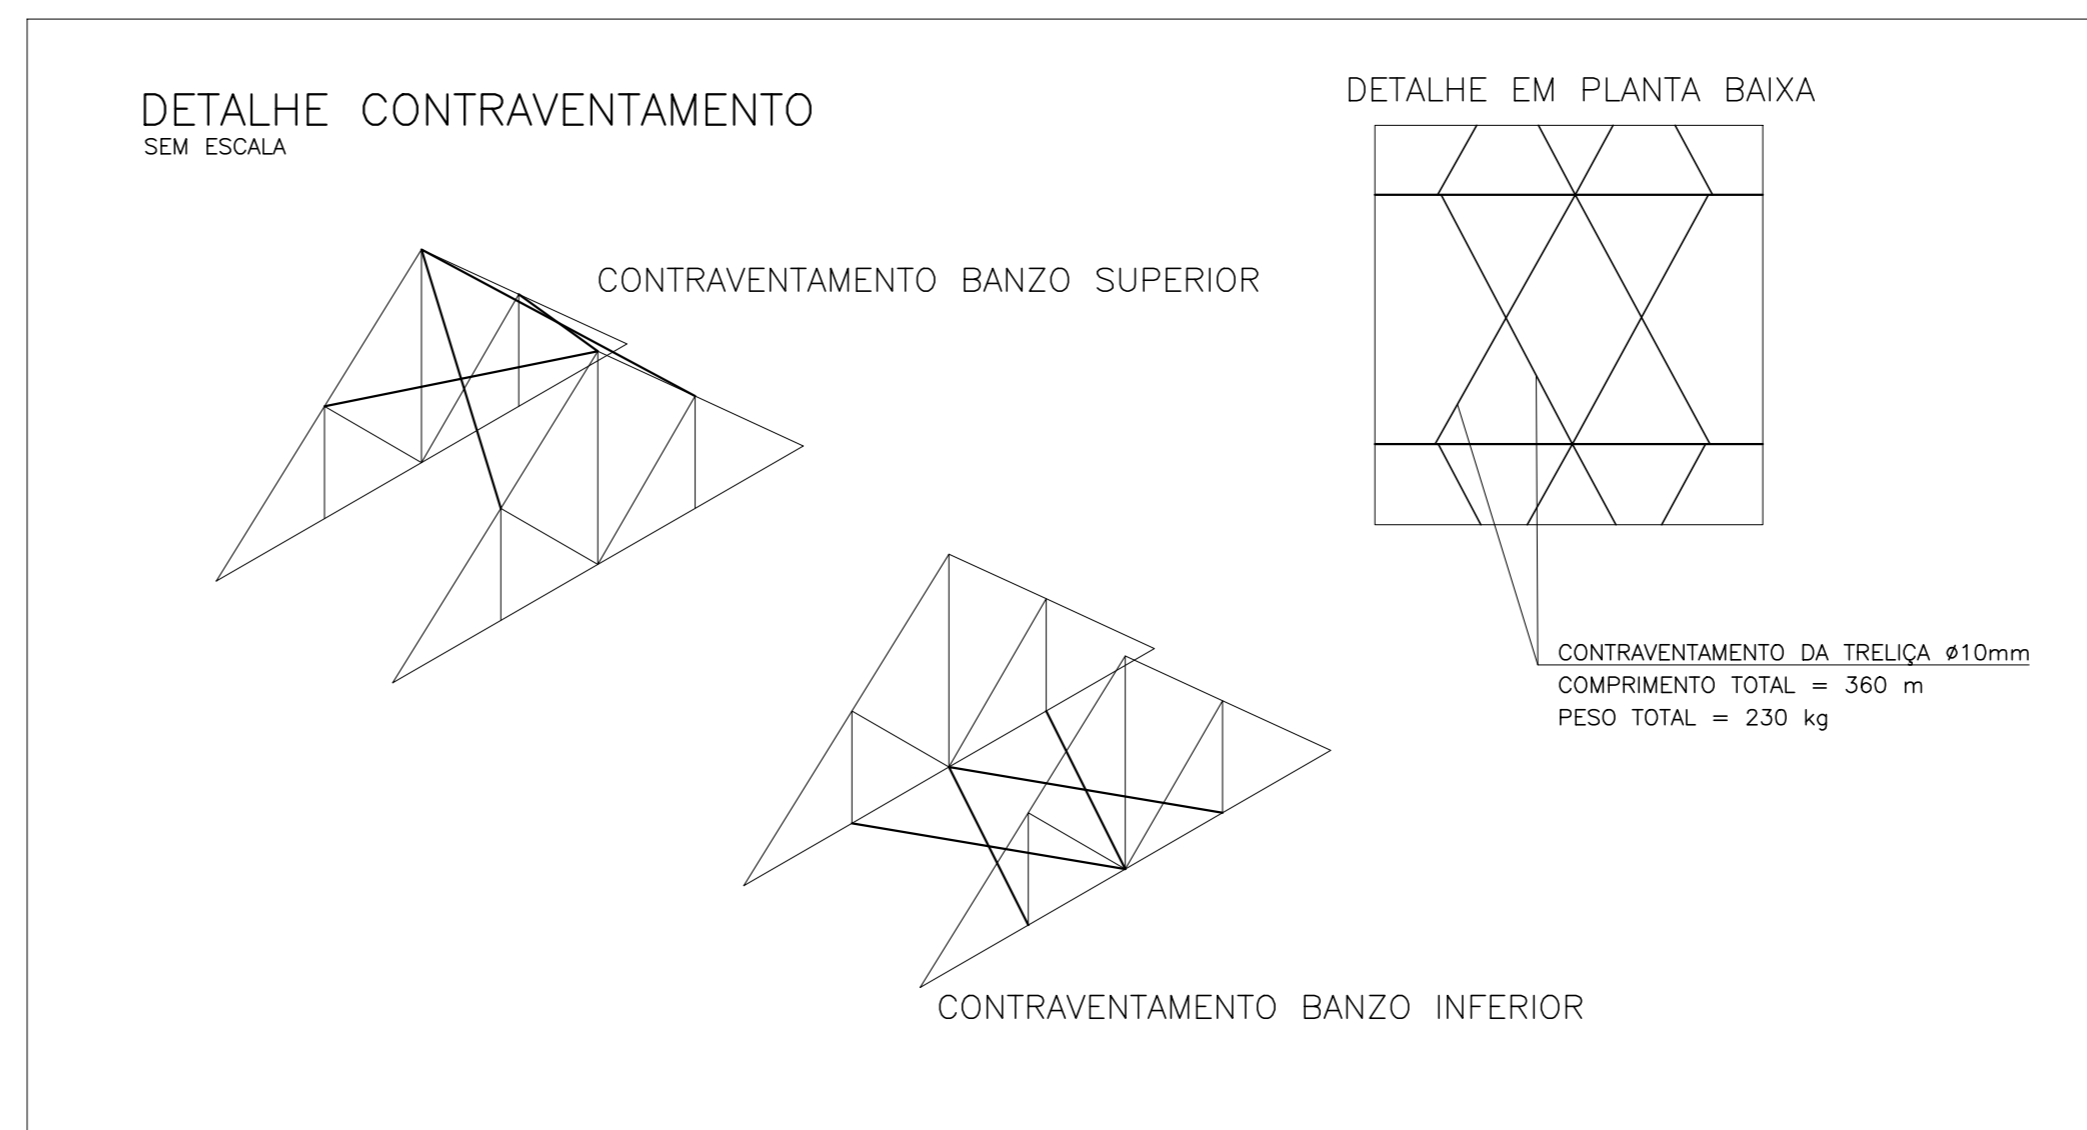 DETALHE CONTRAVENTAMENTO
SEM ESCALA
DETALHE EM PLANTA BAIXA
CONTRAVENTAMENTO BANZO SUPERIOR
CONTRAVENTAMENTO DA TRELIÇA ø10mm
COMPRIMENTO TOTAL = 360 m
PESO TOTAL = 230 kg
CONTRAVENTAMENTO BANZO INFERIOR